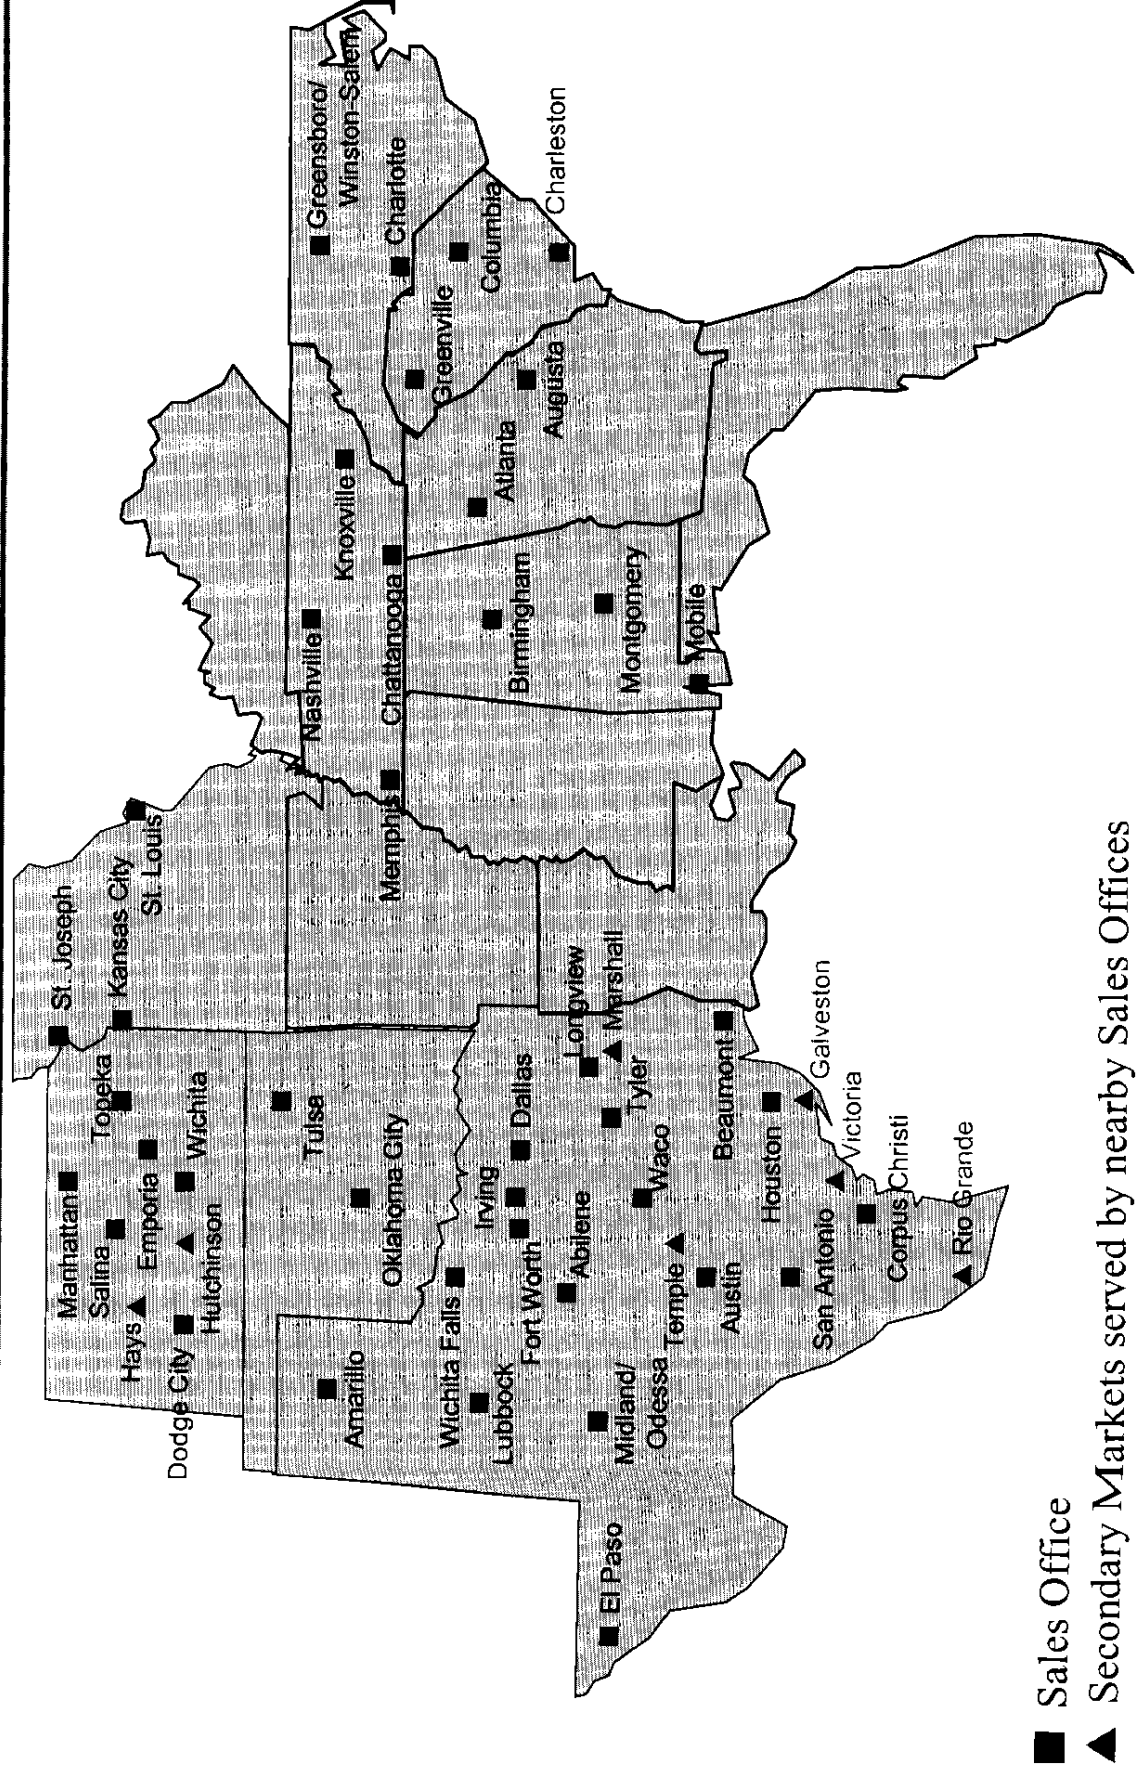 St. Joseph
Kansas City
St. Louis
Manhattan
Topeka
Salina
Hays
Emporia
Wichita
Dodge City
Hutchinson
Tulsa
Oklahoma City
Amarillo
Wichita Falls
Lubbock
Irving
Dallas
Fort Worth
Abilene
Longview
Marshall
Tyler
Midland/
Odessa
El Paso
Waco
Temple
Austin
Beaumont
Houston
Galveston
San Antonio
Victoria
Corpus Christi
Rio Grande
Greensboro/
Winston-Salem
Charlotte
Greenville
Columbia
Charleston
Nashville
Knoxville
Chattanooga
Memphis
Atlanta
Augusta
Birmingham
Montgomery
Mobile
Sales Office
Secondary Markets served by nearby Sales Offices